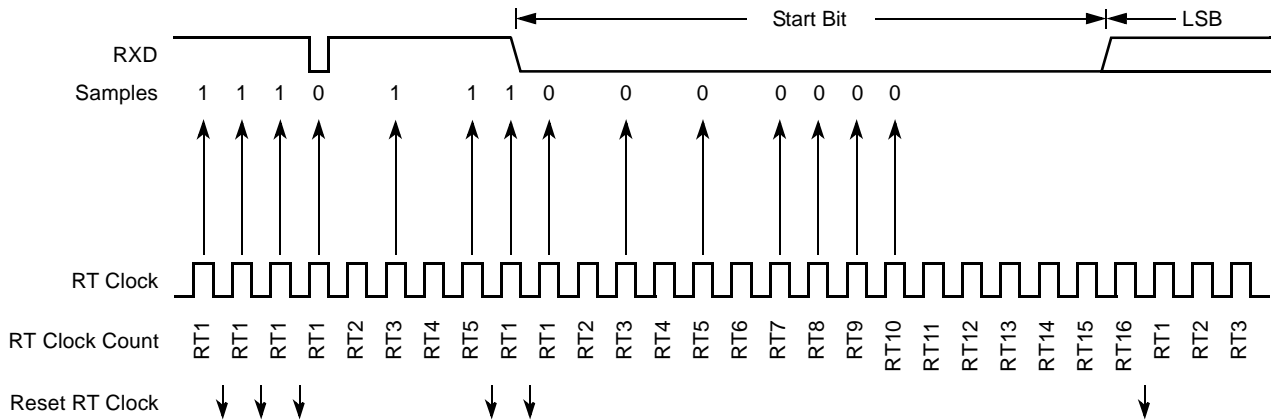 Start Bit LSB
RXD
Samples 1 1 1 0 1 1 1 0 0 0 0 0 0 0
RT Clock
RT Clock Count RT1 RT1 RT1 RT1 RT2 RT3 RT4 RT5 RT1 RT1 RT2 RT3 RT4 RT5 RT6 RT7 RT8 RT9 RT10 RT11 RT12 RT13 RT14 RT15 RT16 RT1 RT2 RT3
Reset RT Clock